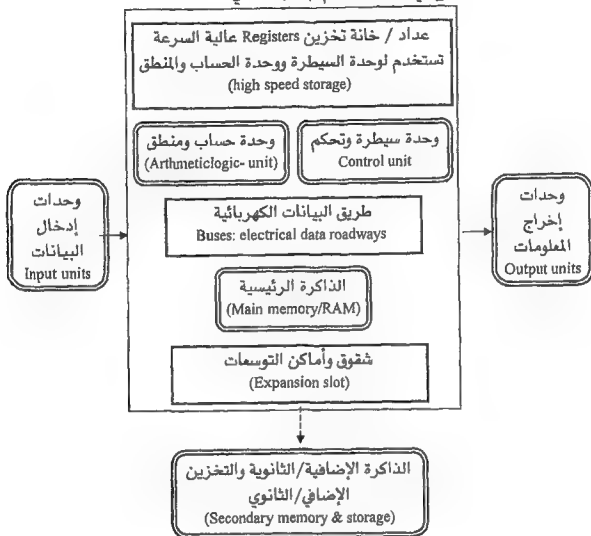 عداد / خانة تخزين Registers عالية السرعة
تستخدم لوحدة السيطرة ووحدة الحساب والمنطق
(high speed storage)
وحدة حساب ومنطق
(Arthmeticlogic- unit)
وحدة سيطرة وتحكم
Control unit
وحدات
إدخال
البيانات
Input units
طريق البيانات الكهربائية
Buses: electrical data roadways
وحدات
إخراج
المعلومات
Output units
الذاكرة الرئيسية
(Main memory/RAM)
شقوق وأماكن التوسعات
(Expansion slot)
الذاكرة الإضافية/الثانوية والتخزين
الإضافي/الثانوي
(Secondary memory & storage)